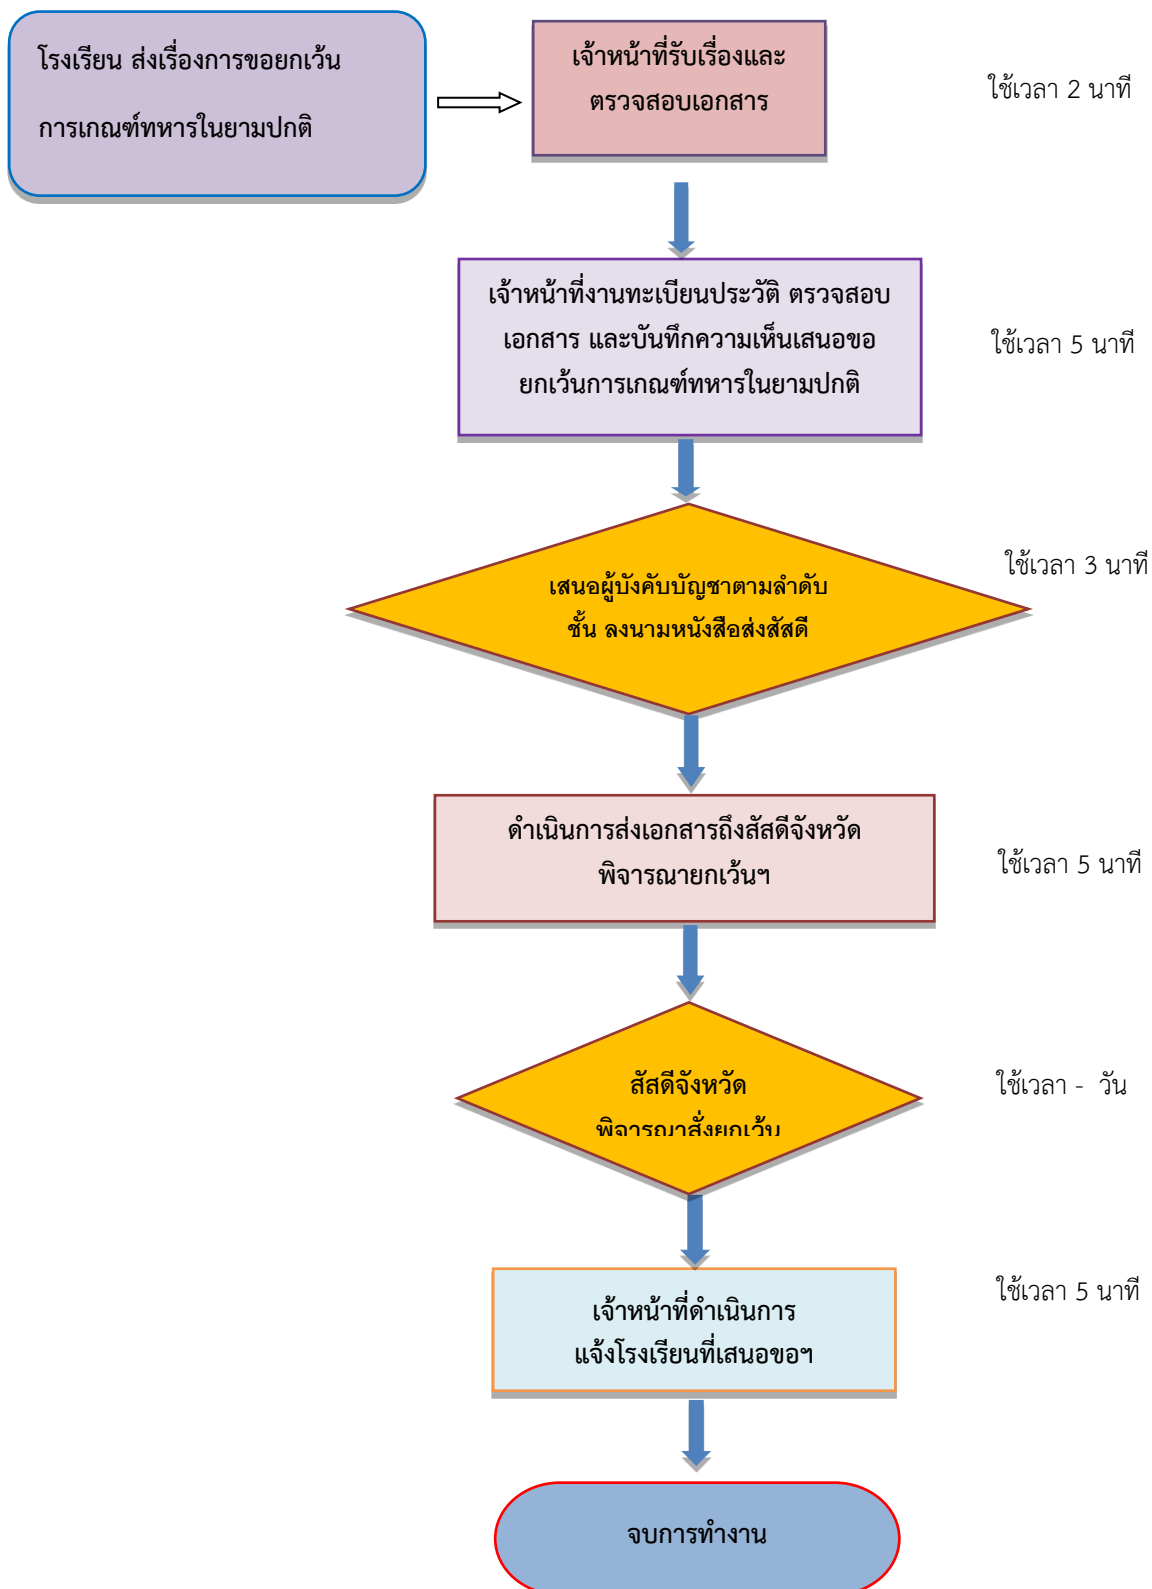 โรงเรียน ส่งเรื่องการขอยกเว้น
การเกณฑ์ทหารในยามปกติ
เจ้าหน้าที่รับเรื่องและ
ตรวจสอบเอกสาร
ใช้เวลา 2 นาที
เจ้าหน้าที่งานทะเบียนประวัติ ตรวจสอบ
เอกสาร และบันทึกความเห็นเสนอขอ
ยกเว้นการเกณฑ์ทหารในยามปกติ
ใช้เวลา 5 นาที
เสนอผู้บังคับบัญชาตามลำดับ
ชั้น ลงนามหนังสือส่งสัสดี
ใช้เวลา 3 นาที
ดำเนินการส่งเอกสารถึงสัสดีจังหวัด
พิจารณายกเว้นฯ
ใช้เวลา 5 นาที
สัสดีจังหวัด
พิจารณาสั่งยกเว้น
ใช้เวลา - วัน
เจ้าหน้าที่ดำเนินการ
แจ้งโรงเรียนที่เสนอขอฯ
ใช้เวลา 5 นาที
จบการทำงาน